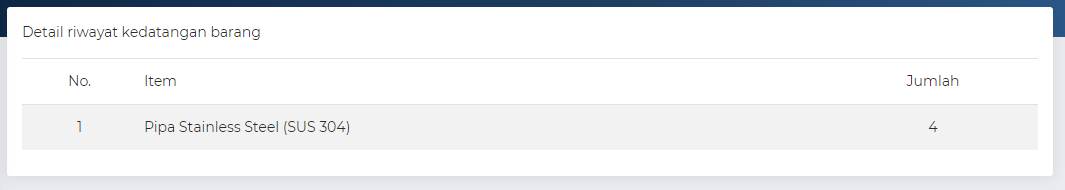 Detail riwayat kedatangan barang
No. Item Jumlah
1 Pipa Stainless Steel (SUS 304) 4